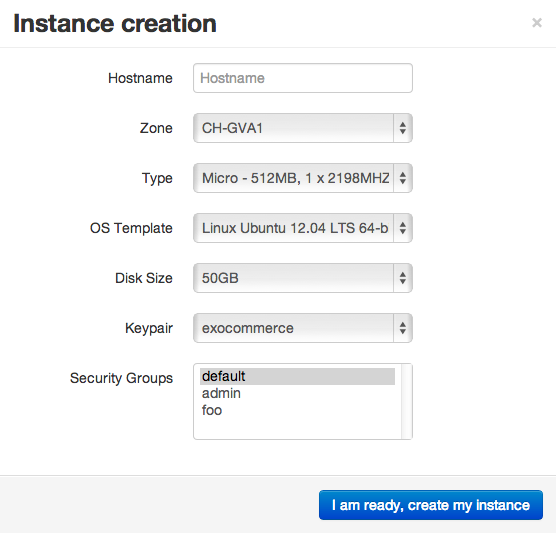 Instance creation ×
Hostname Hostname
Zone CH-GVA1
Type Micro - 512MB, 1 x 2198MHZ
OS Template Linux Ubuntu 12.04 LTS 64-b
Disk Size 50GB
Keypair exocommerce
Security Groups default
admin
foo
I am ready, create my instance